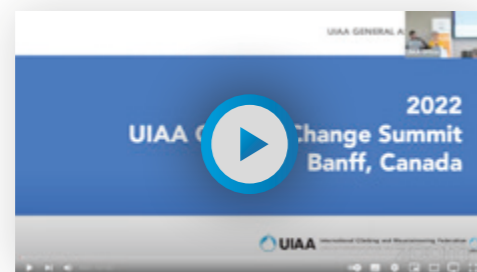 UIAA GENERAL A
2022
UIAA C Change Summit
Banff, Canada
UIAA International Climbing and Mountaineering Federation